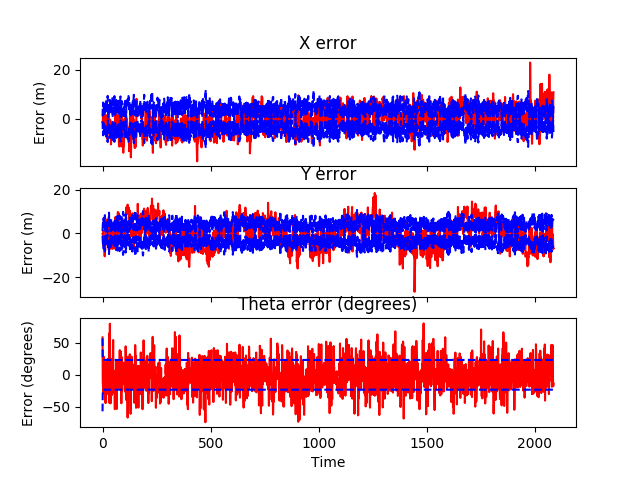 X error
Error (m)
20
0
Y error
Error (m)
20
0
−20
Theta error (degrees)
Error (degrees)
50
0
−50
0
500
1000
1500
2000
Time